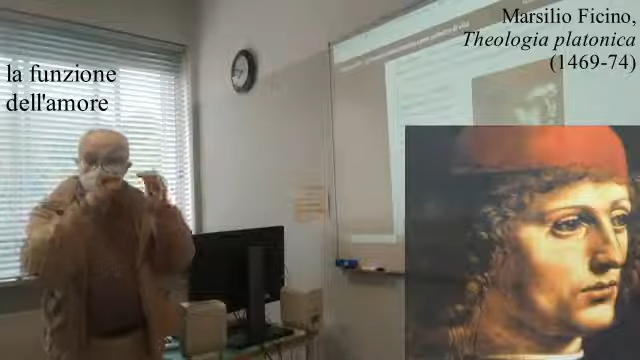 Marsilio Ficino,
Theologia platonica
(1469-74)
la funzione
dell'amore